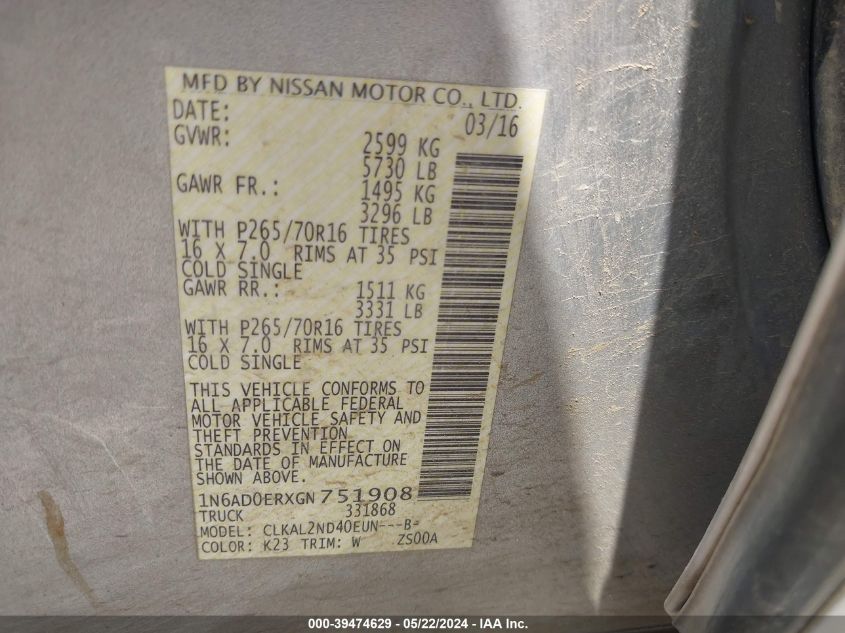 MFD BY NISSAN MOTOR CO., LTD.
DATE: 03/16
GVWR: 2599 KG
5730 LB
GAWR FR.: 1495 KG
3296 LB
WITH P265/70R16 TIRES
16 X 7.0 RIMS AT 35 PSI
COLD SINGLE
GAWR RR.: 1511 KG
3331 LB
WITH P265/70R16 TIRES
16 X 7.0 RIMS AT 35 PSI
COLD SINGLE
THIS VEHICLE CONFORMS TO
ALL APPLICABLE FEDERAL
MOTOR VEHICLE SAFETY AND
THEFT PREVENTION
STANDARDS IN EFFECT ON
THE DATE OF MANUFACTURE
SHOWN ABOVE.
1N6AD0ERXGN751908
TRUCK 331868
MODEL: CLKAL2ND40EUN---B-
COLOR: K23 TRIM: W ZS00A
000-39474629 - 05/22/2024 - IAA Inc.